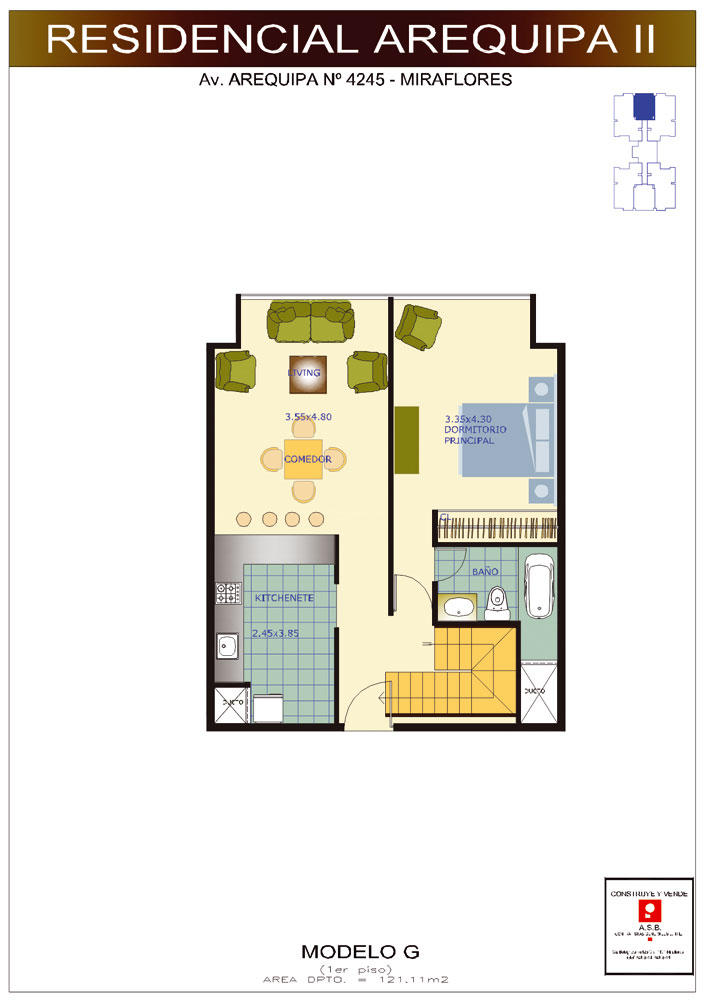 RESIDENCIAL AREQUIPA II
Av. AREQUIPA Nº 4245 - MIRAFLORES
LIVING
3.55x4.80
COMEDOR
3.35x4.30
DORMITORIO
PRINCIPAL
CL
BAÑO
KITCHENETE
2.45x3.85
DUCTO
DUCTO
CONSTRUYE Y VENDE
A.S.B.
MODELO G
(1er piso)
AREA DPTO. = 121.11m2